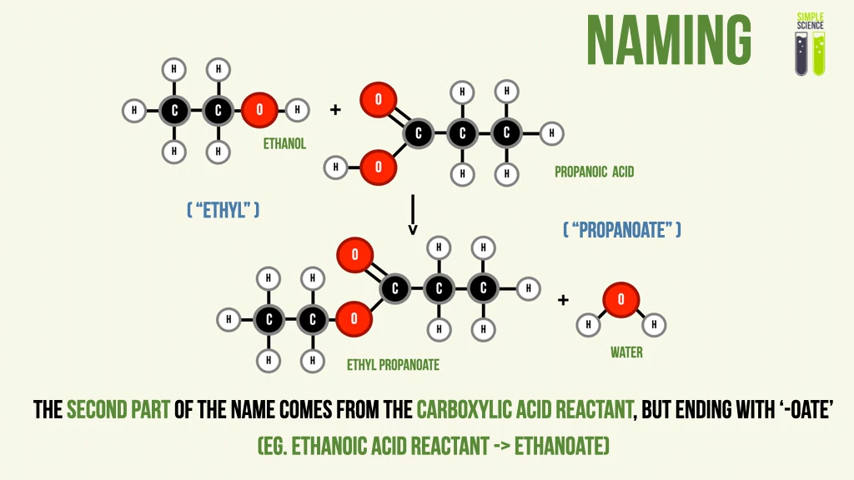 NAMING
SIMPLE
SCIENCE
H H
H C C O H + O C C C H
H H H O H H
H H
ETHANOL
PROPANOIC ACID
( “ETHYL” )
( “PROPANOATE” )
O H H
H H C C C H
H C C O H H + O
H H H H
ETHYL PROPANOATE
WATER
THE SECOND PART OF THE NAME COMES FROM THE CARBOXYLIC ACID REACTANT, BUT ENDING WITH ‘-OATE’
(EG. ETHANOIC ACID REACTANT -> ETHANOATE)